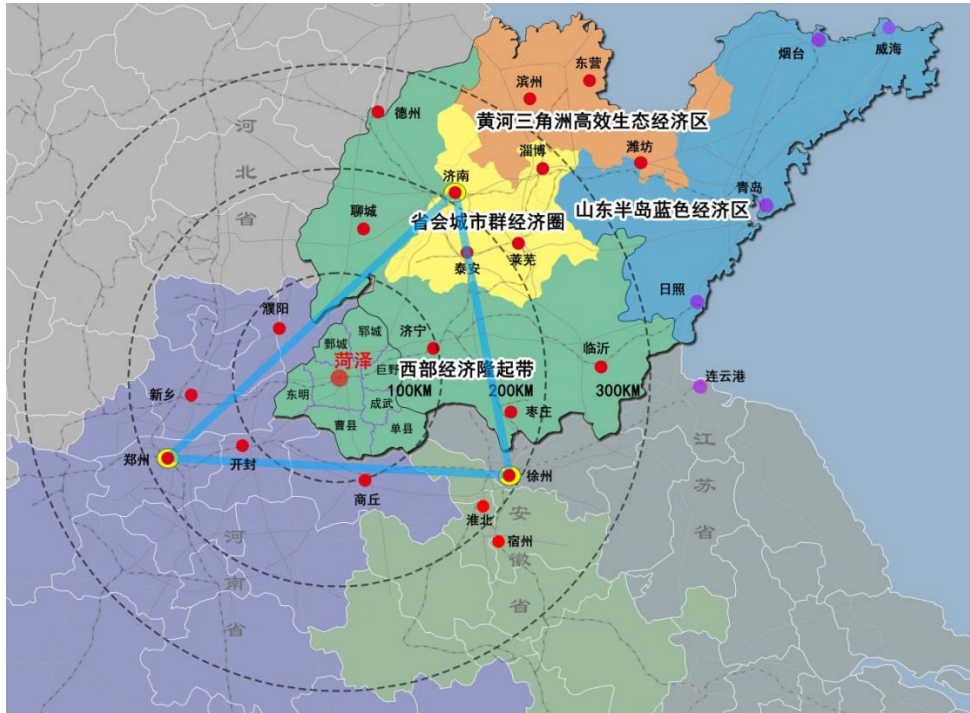 烟台
威海
东营
滨州
德州
黄河三角洲高效生态经济区
河北省
淄博
潍坊
济南
青岛
山东半岛蓝色经济区
聊城
省会城市群经济圈
莱芜
泰安
日照
濮阳
郓城
鄄城
济宁
菏泽
巨野
西部经济隆起带
临沂
连云港
东明
100KM
200KM
300KM
新乡
成武
枣庄
曹县
单县
江苏省
郑州
开封
徐州
商丘
淮北
安徽省
宿州
河南省